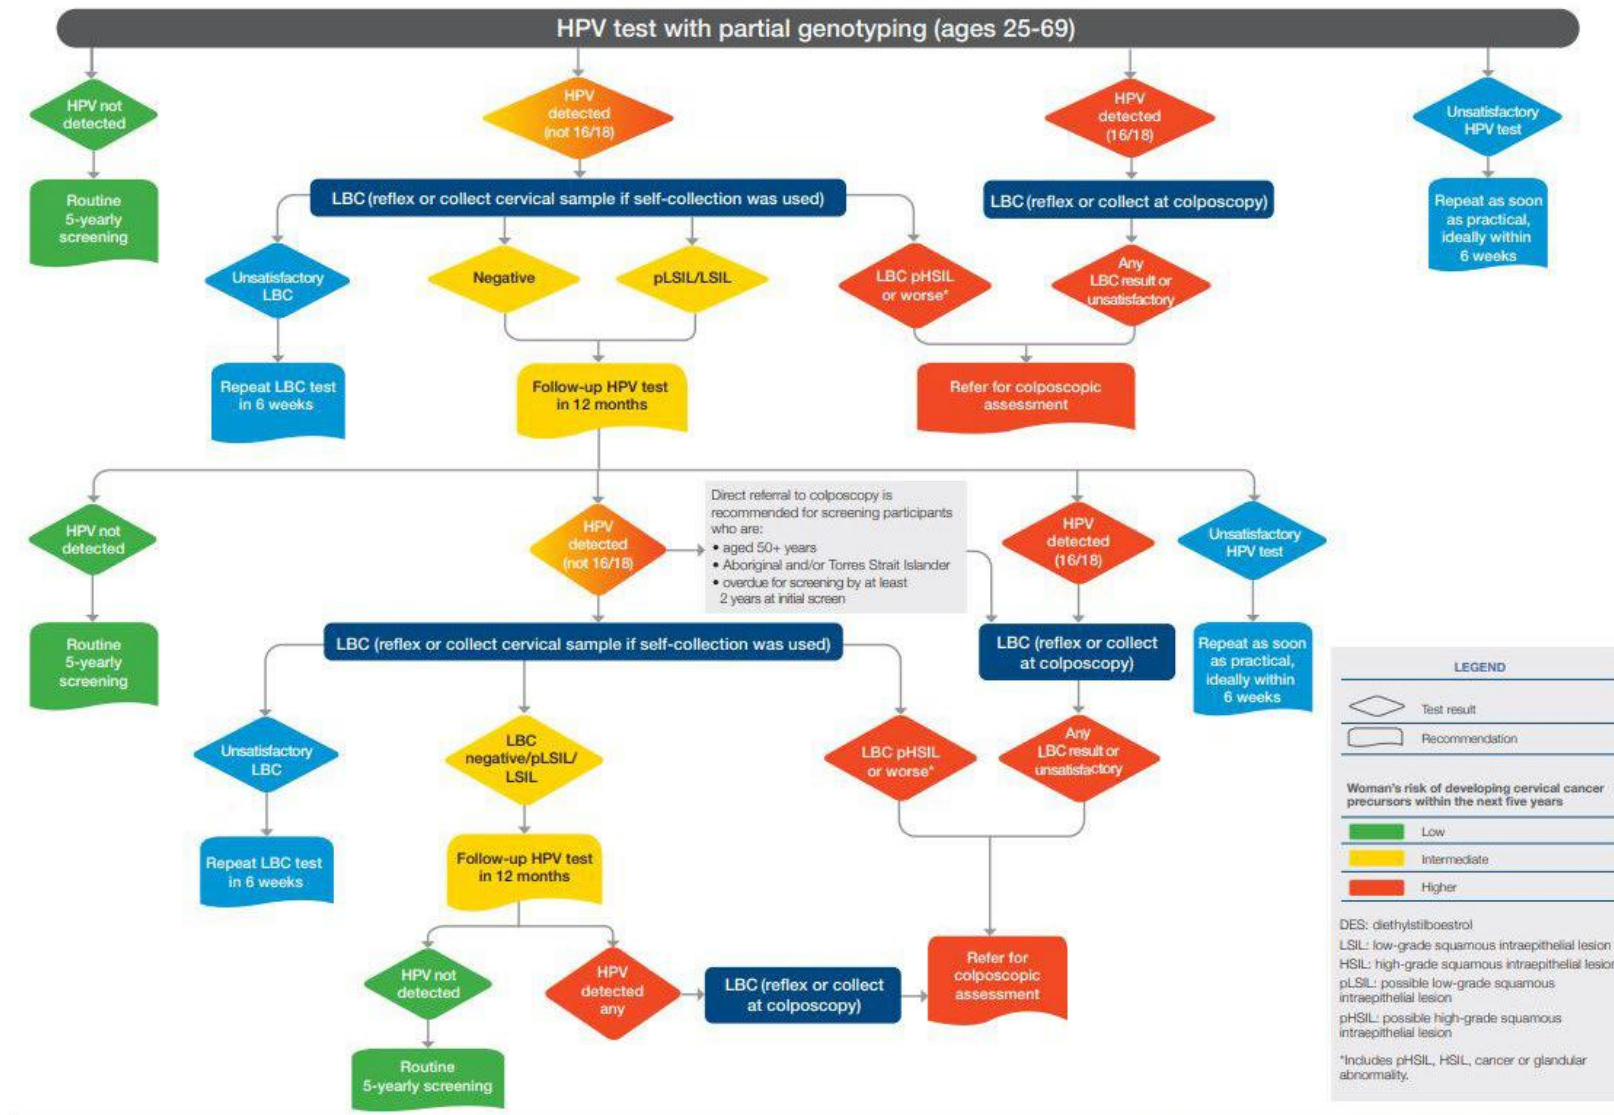 HPV test with partial genotyping (ages 25-69)
HPV not
detected
HPV
detected
(not 16/18)
HPV
detected
(16/18)
Unsatisfactory
HPV test
Routine
5-yearly
screening
LBC (reflex or collect cervical sample if self-collection was used)
LBC (reflex or collect at colposcopy)
Repeat as soon
as practical,
ideally within
6 weeks
Unsatisfactory
LBC
Negative
pLSIL/LSIL
LBC pHSIL
or worse*
Any
LBC result or
unsatisfactory
Repeat LBC test
in 6 weeks
Follow-up HPV test
in 12 months
Refer for colposcopic
assessment
HPV not
detected
HPV
detected
(not 16/18)
Direct referral to colposcopy is
recommended for screening participants
who are:
• aged 50+ years
• Aboriginal and/or Torres Strait Islander
• overdue for screening by at least
2 years at initial screen
HPV
detected
(16/18)
Unsatisfactory
HPV test
Routine
5-yearly
screening
LBC (reflex or collect cervical sample if self-collection was used)
LBC (reflex or collect
at colposcopy)
Repeat as soon
as practical,
ideally within
6 weeks
Unsatisfactory
LBC
LBC
negative/pLSIL/
LSIL
LBC pHSIL
or worse*
Any
LBC result or
unsatisfactory
Repeat LBC test
in 6 weeks
Follow-up HPV test
in 12 months
HPV not
detected
HPV
detected
any
LBC (reflex or collect
at colposcopy)
Refer for
colposcopic
assessment
Routine
5-yearly screening
LEGEND
Test result
Recommendation
Woman's risk of developing cervical cancer
precursors within the next five years
Low
Intermediate
Higher
DES: diethylstilboestrol
LSIL: low-grade squamous intraepithelial lesion
HSIL: high-grade squamous intraepithelial lesion
pLSIL: possible low-grade squamous
intraepithelial lesion
pHSIL: possible high-grade squamous
intraepithelial lesion
*Includes pHSIL, HSIL, cancer or glandular
abnormality.